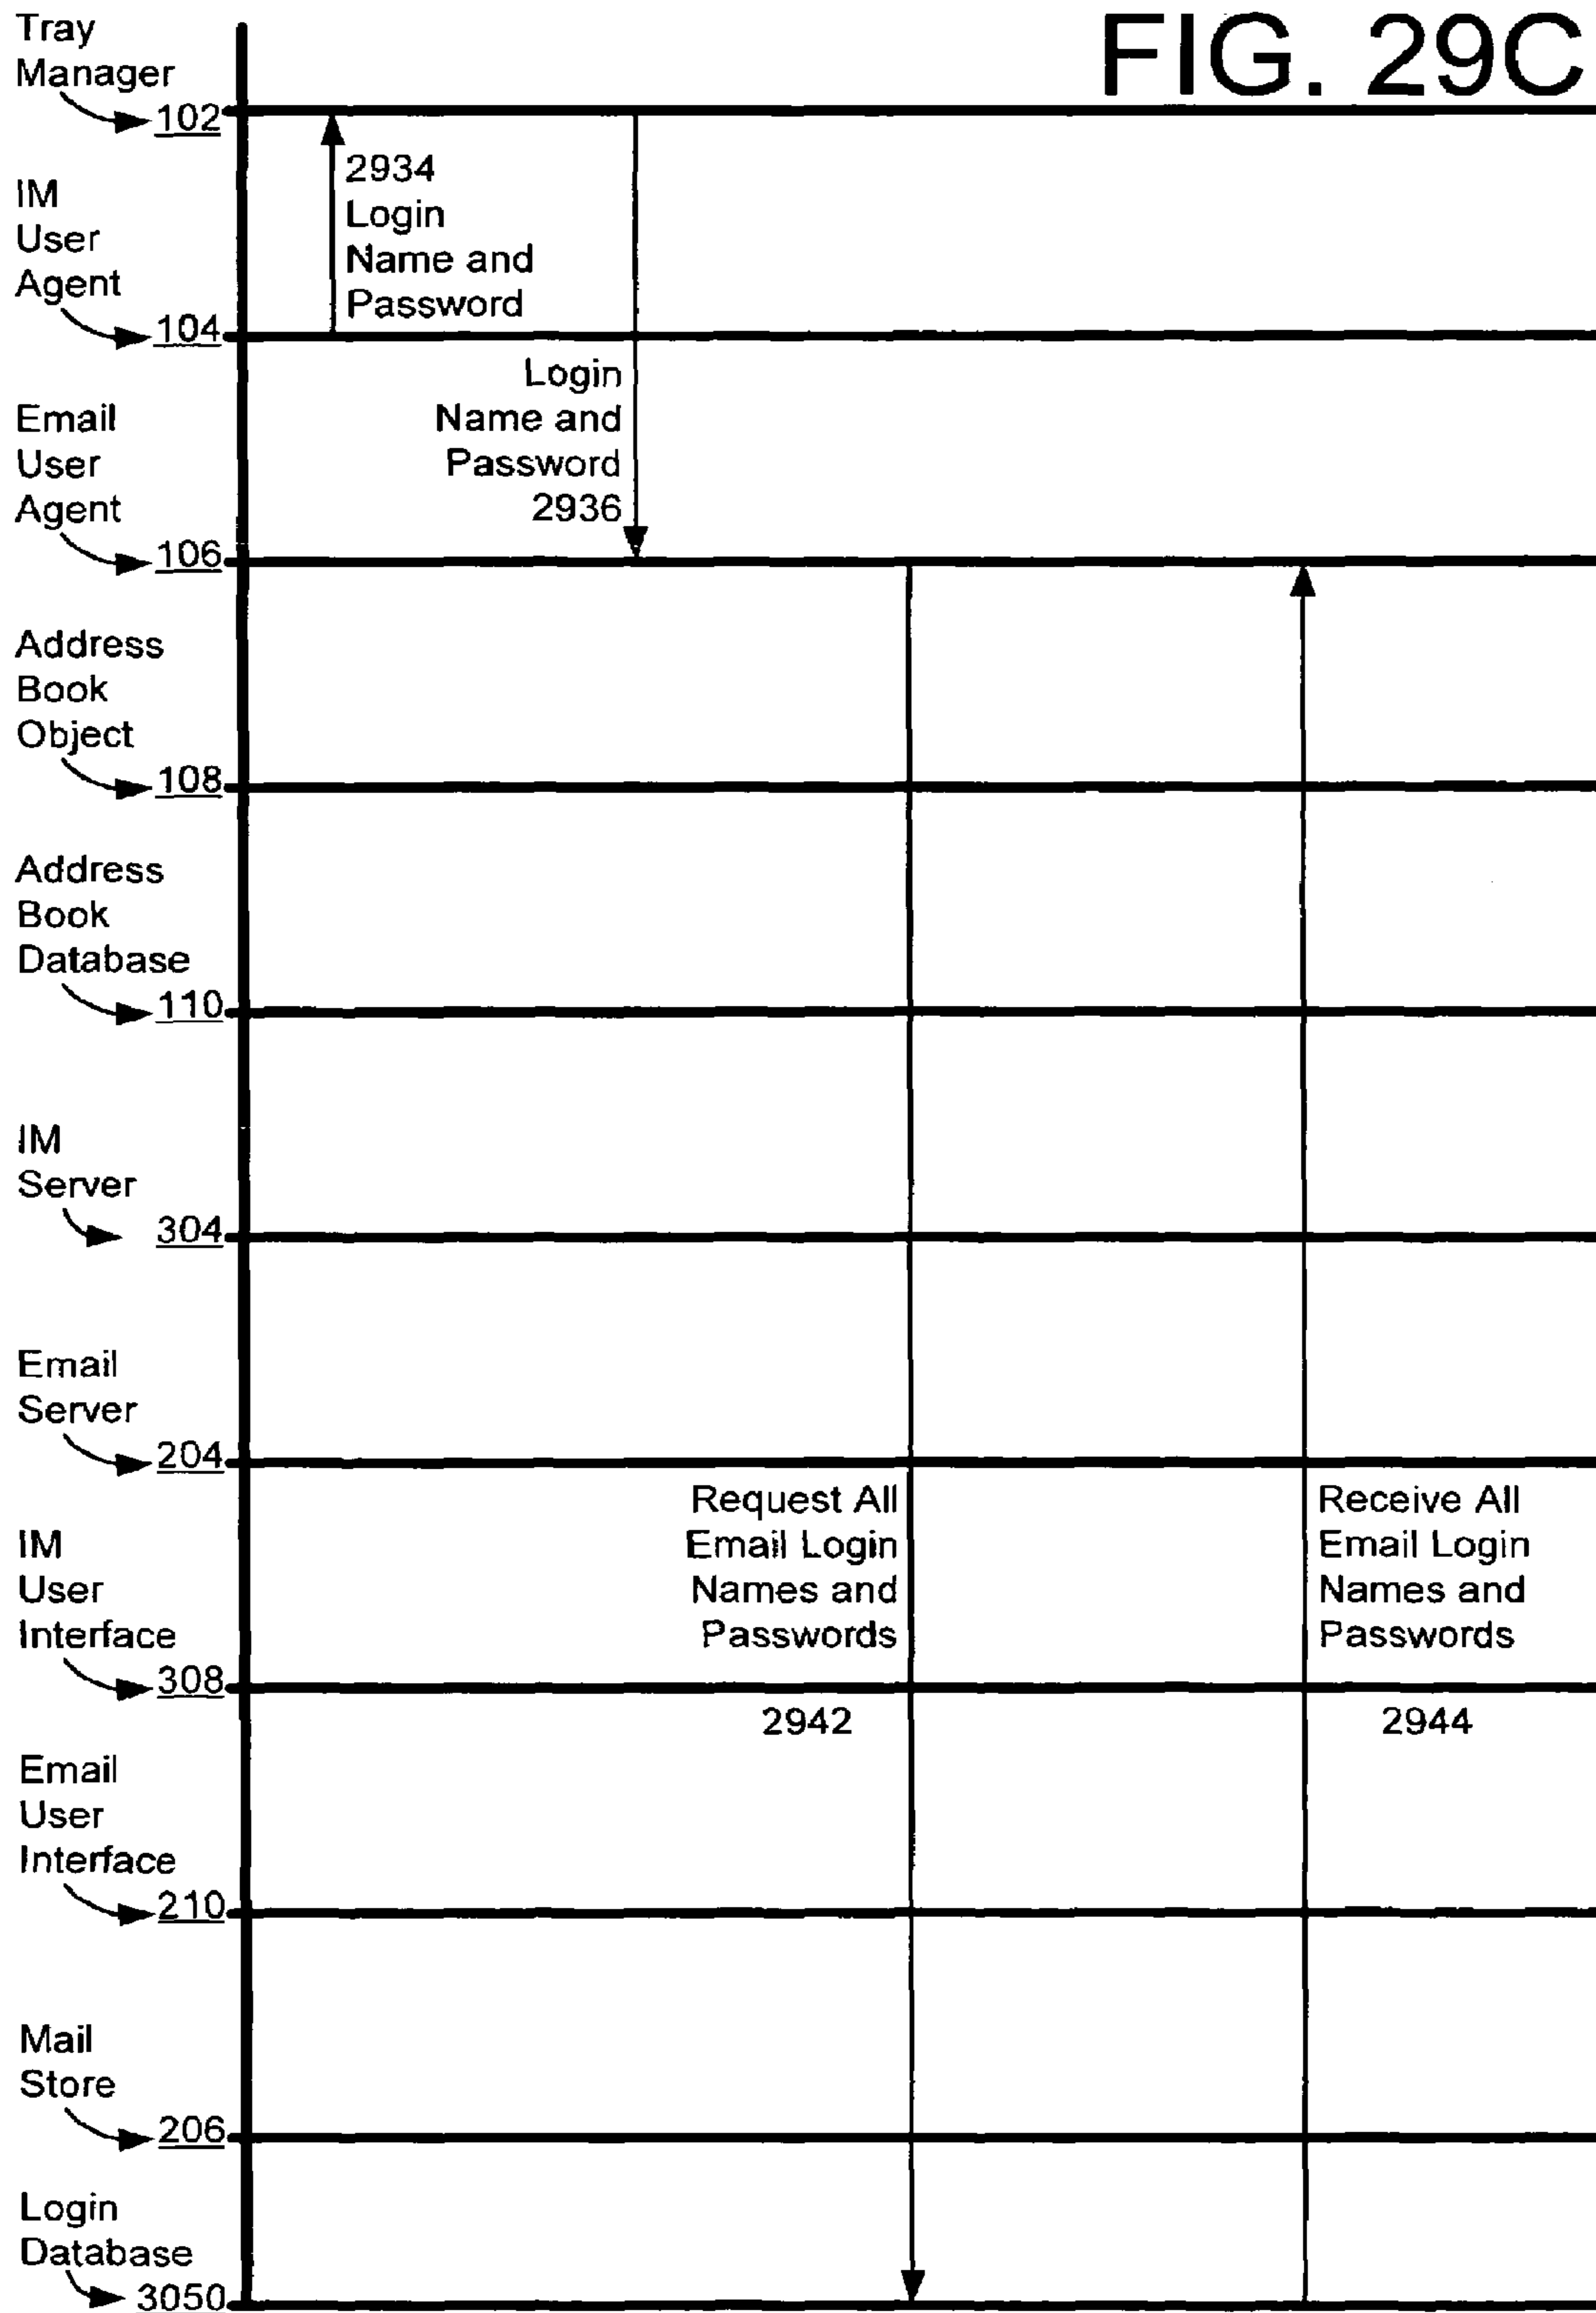 FIG. 29C
Tray
Manager
102
2934
Login
Name and
Password
IM
User
Agent
104
Login
Name and
Password
2936
Email
User
Agent
106
Address
Book
Object
108
Address
Book
Database
110
IM
Server
304
Email
Server
204
Request All
Email Login
Names and
Passwords
Receive All
Email Login
Names and
Passwords
IM
User
Interface
308
2942
2944
Email
User
Interface
210
Mail
Store
206
Login
Database
3050